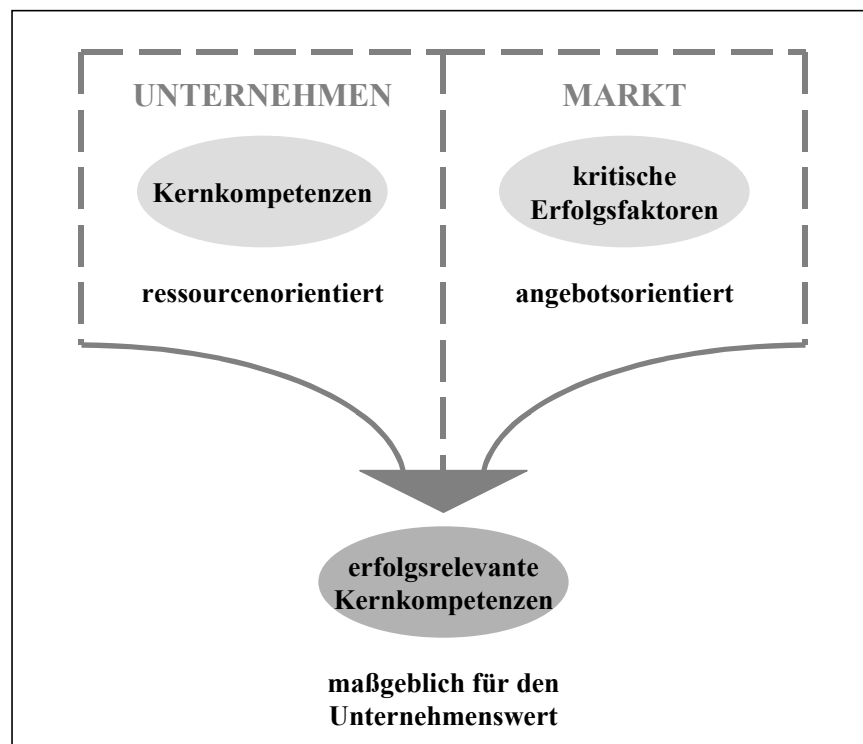 UNTERNEHMEN
MARKT
Kernkompetenzen
kritische
Erfolgsfaktoren
ressourcenorientiert
angebotsorientiert
erfolgsrelevante
Kernkompetenzen
maßgeblich für den
Unternehmenswert